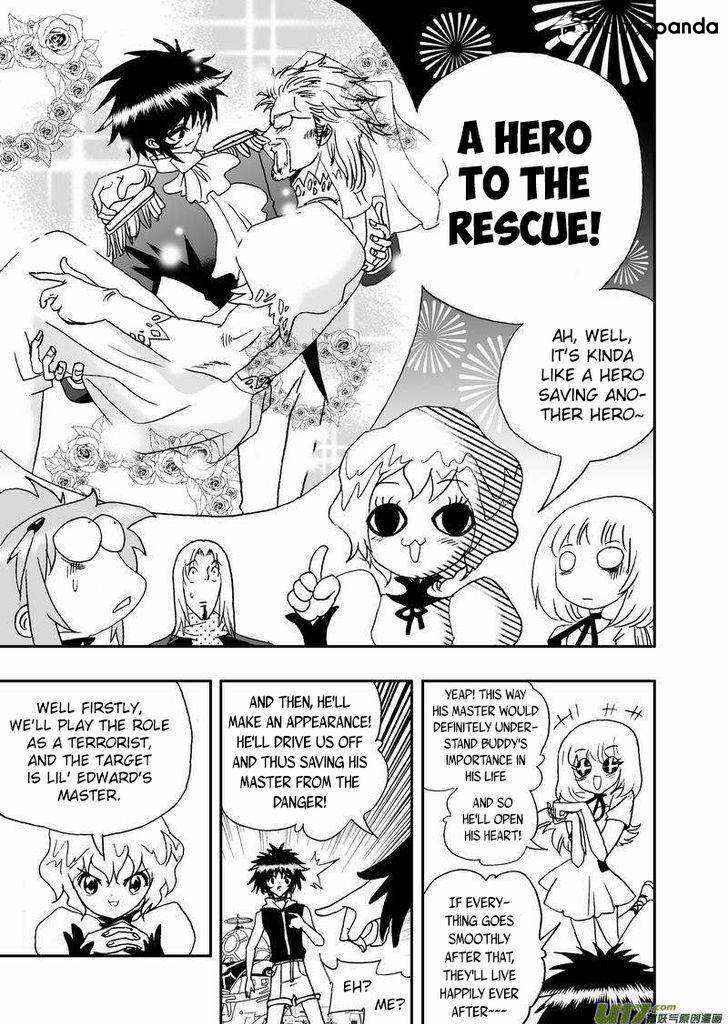 A HERO
TO THE
RESCUE!
AH, WELL,
IT'S KINDA
LIKE A HERO
SAVING ANO-
THER HERO~
WELL FIRSTLY,
WE'LL PLAY THE ROLE
AS A TERRORIST,
AND THE TARGET
IS LIL' EDWARD'S
MASTER.
AND THEN, HE'LL
MAKE AN APPEARANCE!
HE'LL DRIVE US OFF
AND THUS SAVING HIS
MASTER FROM THE
DANGER!
EH?
ME?
YEAP! THIS WAY
HIS MASTER WOULD
DEFINITELY UNDER-
STAND BUDDY'S
IMPORTANCE IN
HIS LIFE
AND SO
HE'LL OPEN
HIS HEART!
IF EVERY-
THING GOES
SMOOTHLY
AFTER THAT,
THEY'LL LIVE
HAPPILY EVER
AFTER~~~